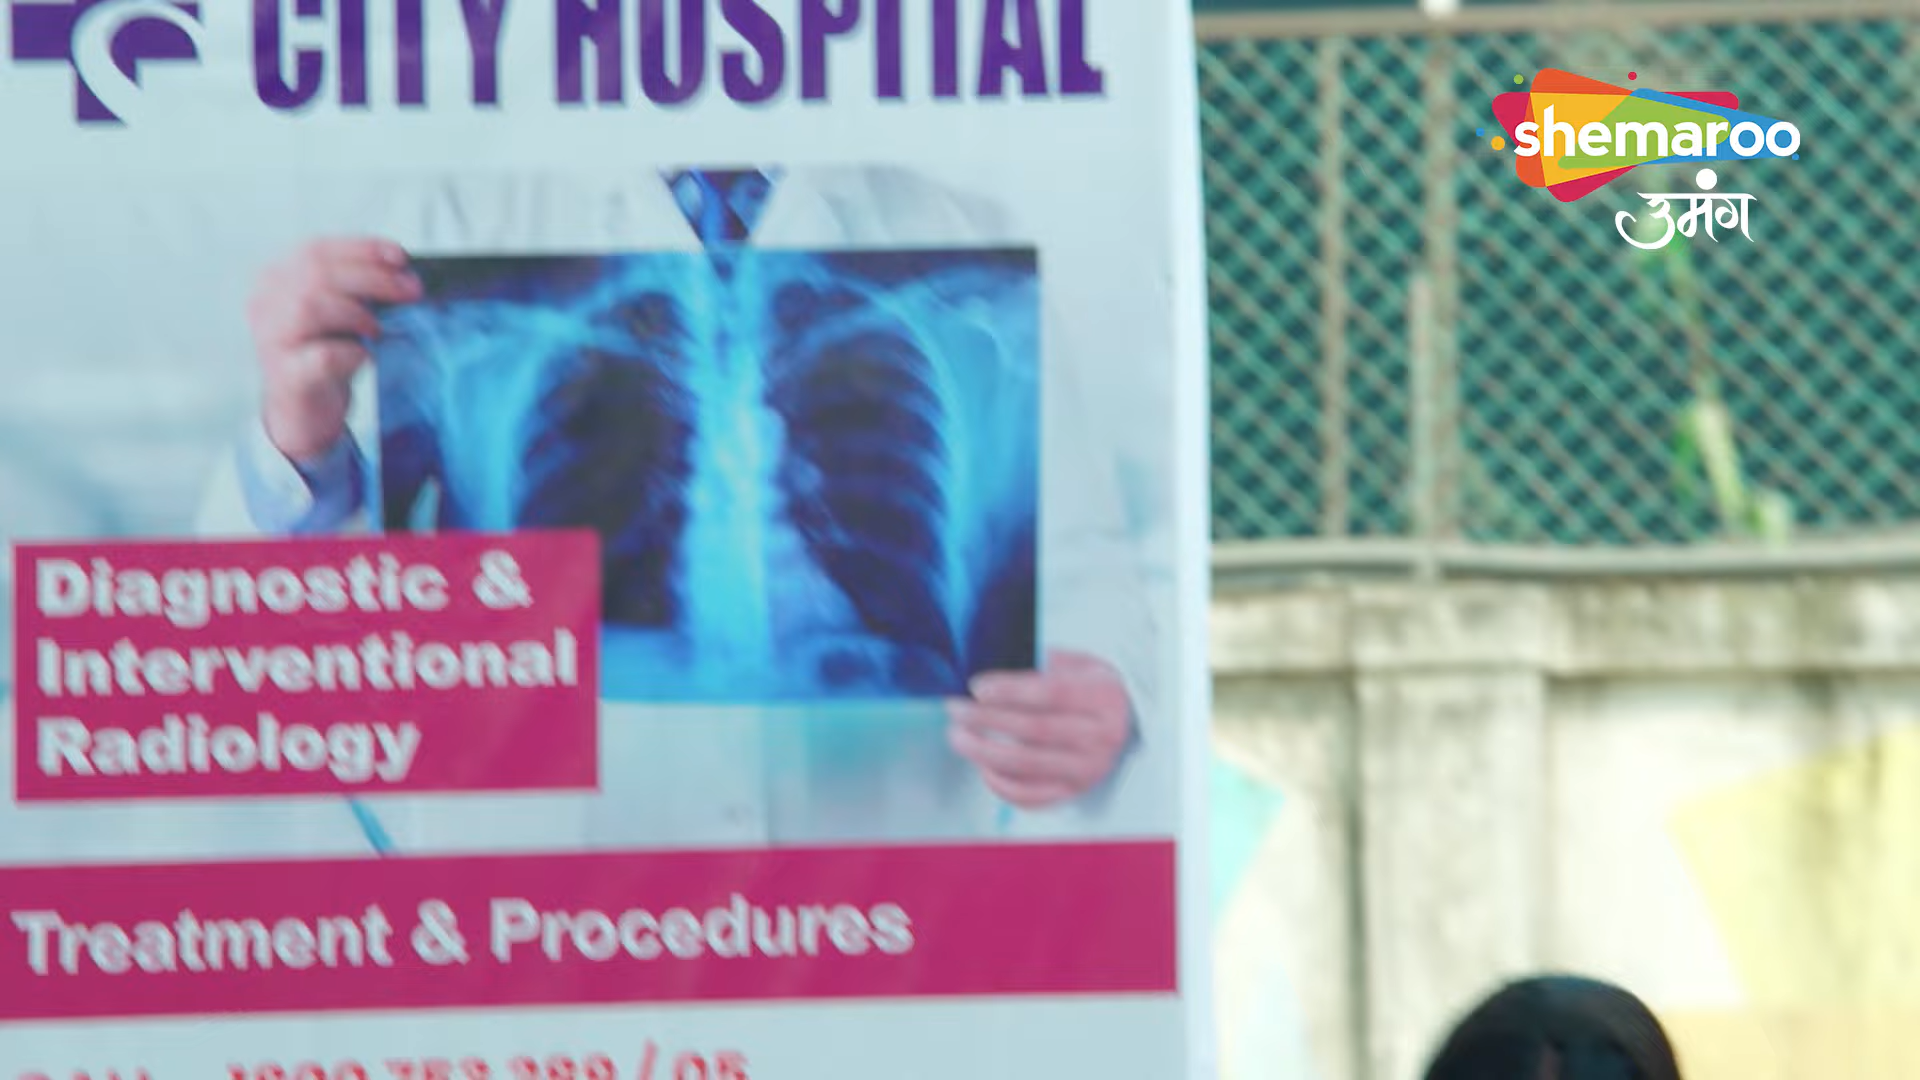 CITY HOSPITAL
shemaroo
उमंग
Diagnostic &
Interventional
Radiology
Treatment & Procedures